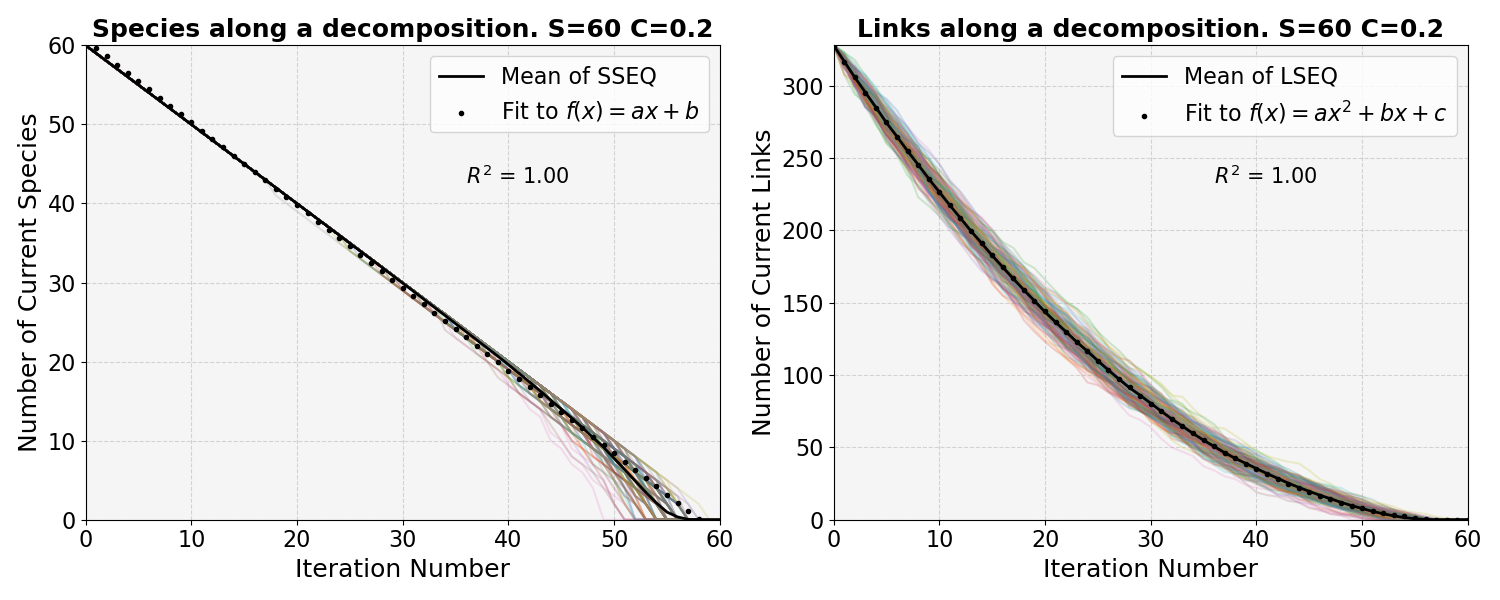 Species along a decomposition. S=60 C=0.2
Number of Current Species
60
50
40
30
20
10
0
Mean of SSEQ
Fit to f(x) = ax + b
R² = 1.00
0 10 20 30 40 50 60
Iteration Number
Links along a decomposition. S=60 C=0.2
Number of Current Links
300
250
200
150
100
50
0
Mean of LSEQ
Fit to f(x) = ax² + bx + c
R² = 1.00
0 10 20 30 40 50 60
Iteration Number